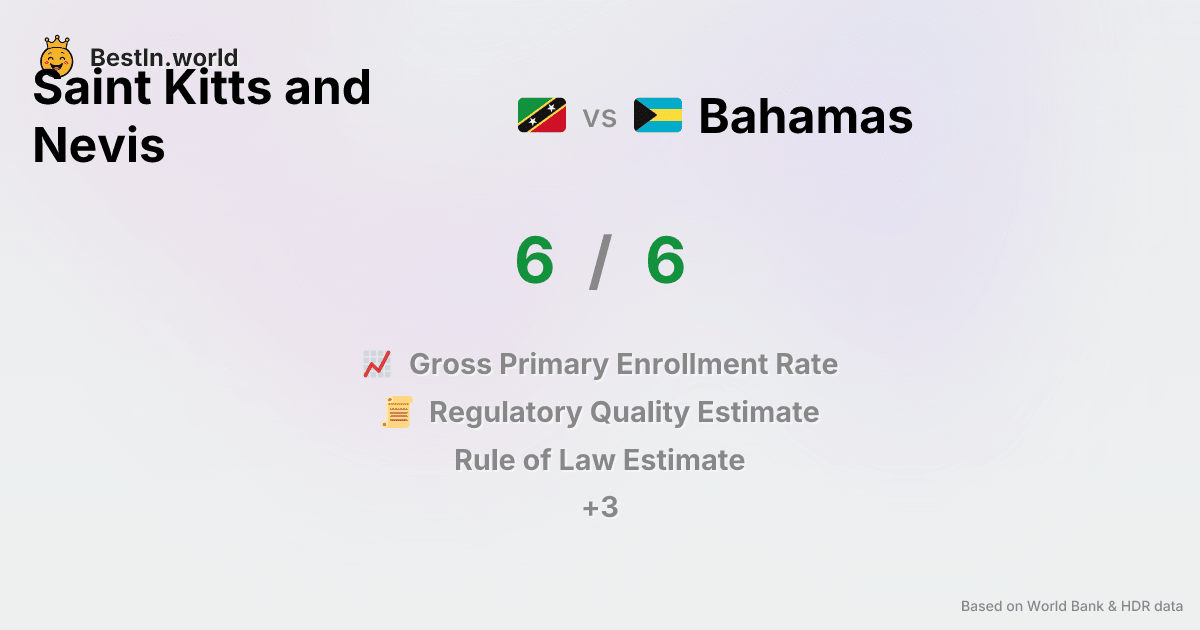 BestIn.world
Saint Kitts and
Nevis
vs
Bahamas
6 / 6
Gross Primary Enrollment Rate
Regulatory Quality Estimate
Rule of Law Estimate
+3
Based on World Bank & HDR data